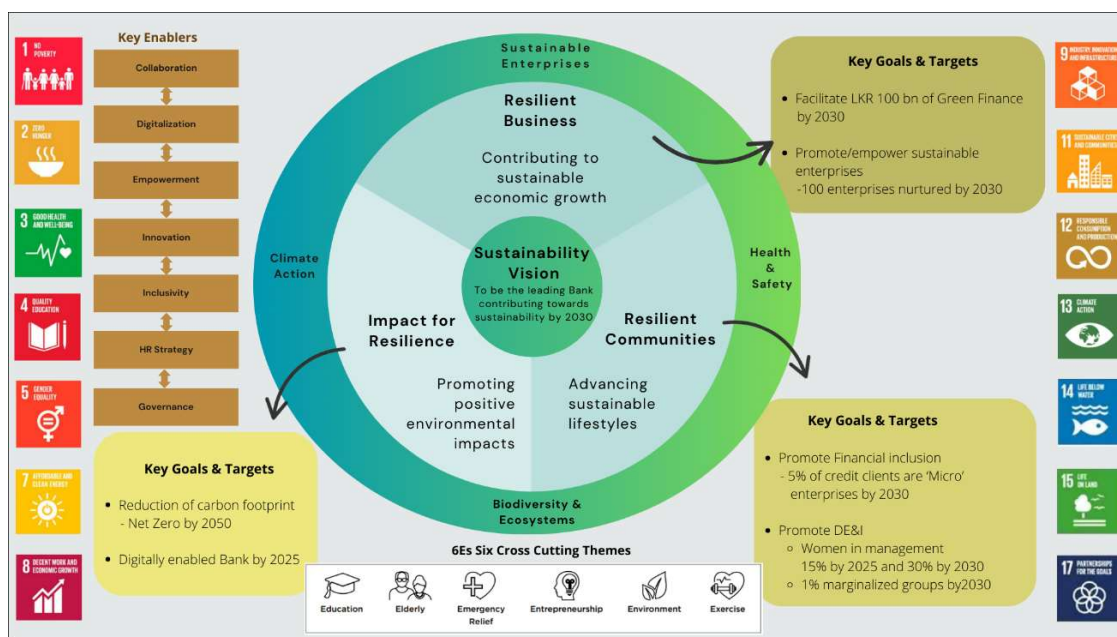 1 NO
POVERTY
2 ZERO
HUNGER
3 GOOD HEALTH
AND WELL-BEING
4 QUALITY
EDUCATION
5 GENDER
EQUALITY
7 AFFORDABLE AND
CLEAN ENERGY
8 DECENT WORK AND
ECONOMIC GROWTH
Key Enablers
Collaboration
Digitalization
Empowerment
Innovation
Inclusivity
HR Strategy
Governance
Key Goals & Targets
• Reduction of carbon footprint
- Net Zero by 2050
• Digitally enabled Bank by 2025
Sustainable
Enterprises
Climate
Action
Health
&
Safety
Biodiversity &
Ecosystems
Resilient
Business
Contributing to
sustainable
economic growth
Sustainability
Vision
To be the leading Bank
contributing towards
sustainability by 2030
Impact for
Resilience
Promoting
positive
environmental
impacts
Resilient
Communities
Advancing
sustainable
lifestyles
6Es Six Cross Cutting Themes
Education
Elderly
Emergency
Relief
Entrepreneurship
Environment
Exercise
Key Goals & Targets
• Facilitate LKR 100 bn of Green Finance
by 2030
• Promote/empower sustainable
enterprises
-100 enterprises nurtured by 2030
Key Goals & Targets
• Promote Financial inclusion
- 5% of credit clients are 'Micro'
enterprises by 2030
• Promote DE&I
○ Women in management
15% by 2025 and 30% by 2030
○ 1% marginalized groups by2030
9 INDUSTRY, INNOVATION
AND INFRASTRUCTURE
11 SUSTAINABLE CITIES
AND COMMUNITIES
12 RESPONSIBLE
CONSUMPTION
AND PRODUCTION
13 CLIMATE
ACTION
14 LIFE BELOW
WATER
15 LIFE
ON LAND
17 PARTNERSHIPS
FOR THE GOALS